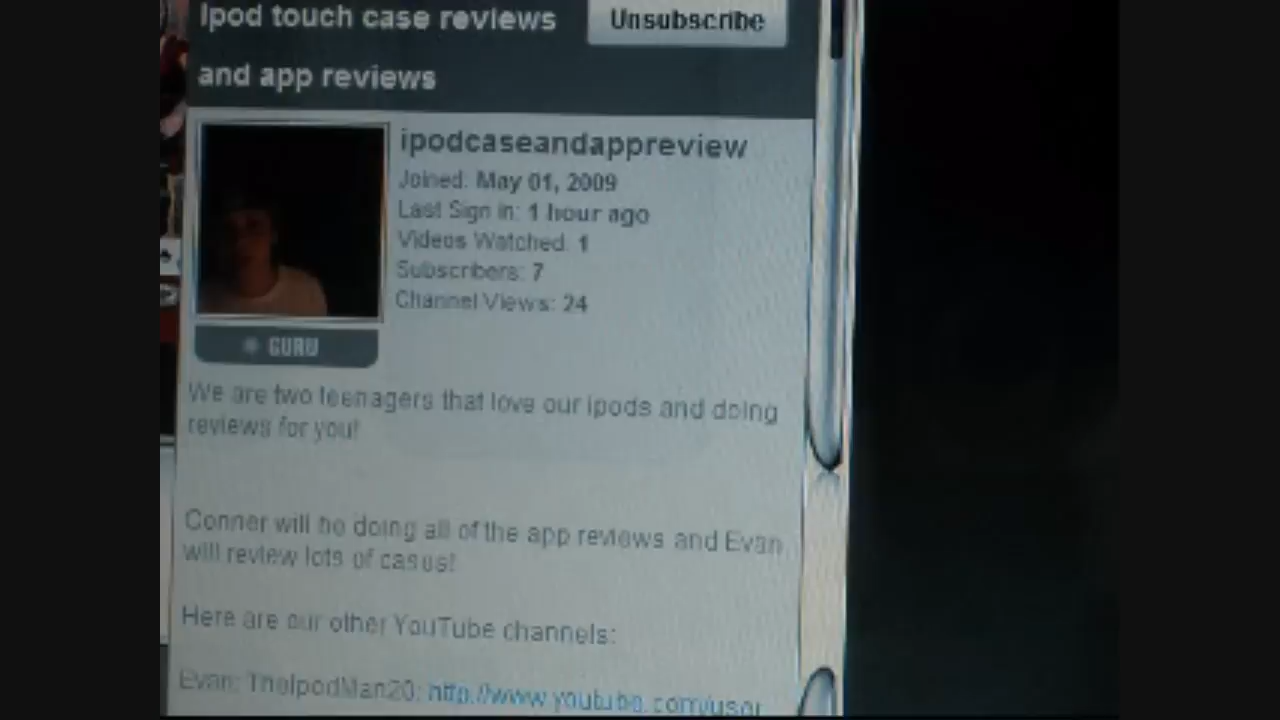 Ipod touch case reviews
Unsubscribe
and app reviews
ipodcaseandappreview
Joined: May 01, 2009
Last Sign in: 1 hour ago
Videos Watched: 1
Subscribers: 7
Channel Views: 24
GURU
We are two teenagers that love our ipods and doing
reviews for you!
Conner will be doing all of the app reviews and Evan
will review lots of cases!
Here are our other YouTube channels:
Evan: TheIpodMan20: http://www.youtube.com/user